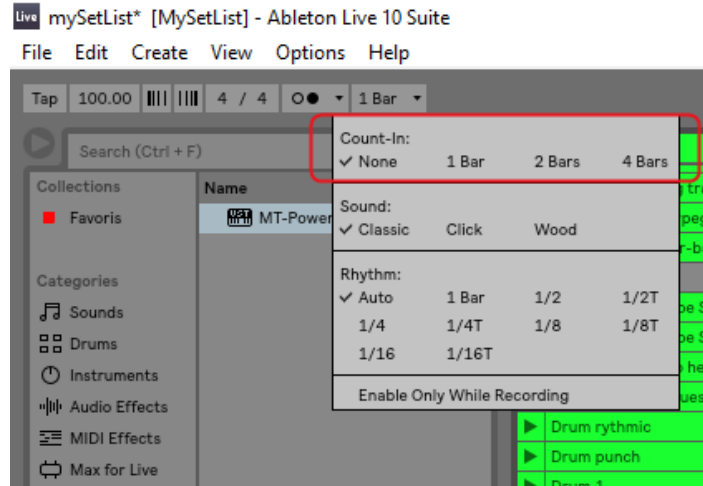 Live mySetList* [MySetList] - Ableton Live 10 Suite
File Edit Create View Options Help
Tap 100.00 4 / 4 1 Bar
Search (Ctrl + F)
Count-In:
None 1 Bar 2 Bars 4 Bars
Collections
Name
Favoris
MT-Power
Sound:
Classic Click Wood
Categories
Rhythm:
Auto 1 Bar 1/2 1/2T
Sounds
1/4 1/4T 1/8 1/8T
Drums
1/16 1/16T
Instruments
Enable Only While Recording
Audio Effects
Drum rythmic
MIDI Effects
Drum punch
Max for Live
Drum 1